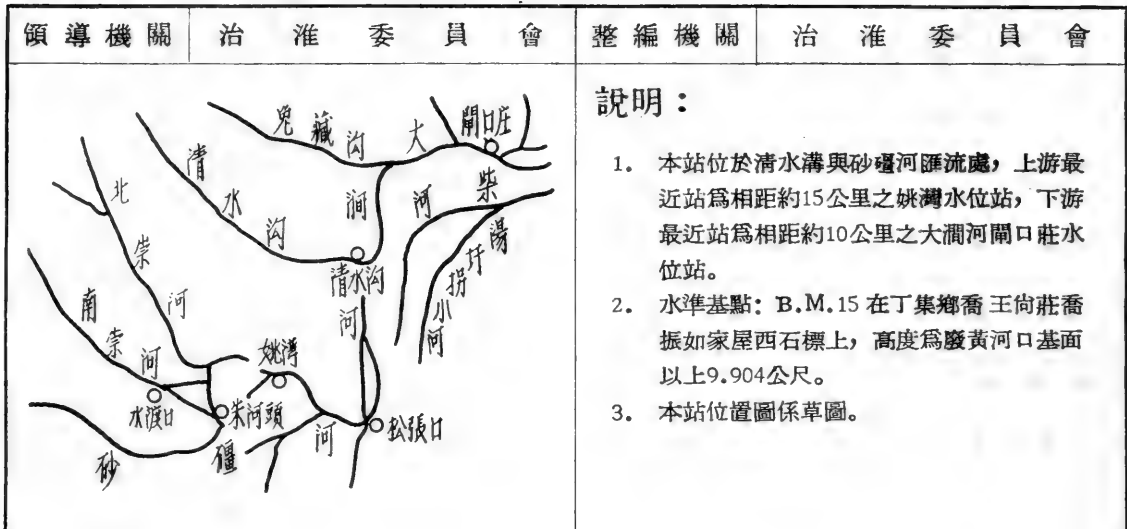 領導機關 治淮委員會 整編機關 治淮委員會
說明：
1. 本站位於清水溝與砂礓河匯流處，上游最
近站爲相距約15公里之姚灣水位站，下游
最近站爲相距約10公里之大澗河閘口莊水
位站。
2. 水準基點：B.M.15 在丁集鄉喬王尙莊喬
振如家屋西石標上，高度爲廢黃河口基面
以上9.904公尺。
3. 本站位置圖係草圖。
兔藏沟
大澗河
閘口庄
清水沟
柴
湯圩拐小河
北崇河
清水沟
河
南崇河
水渡口
朱河頭
松張口
砂礓河